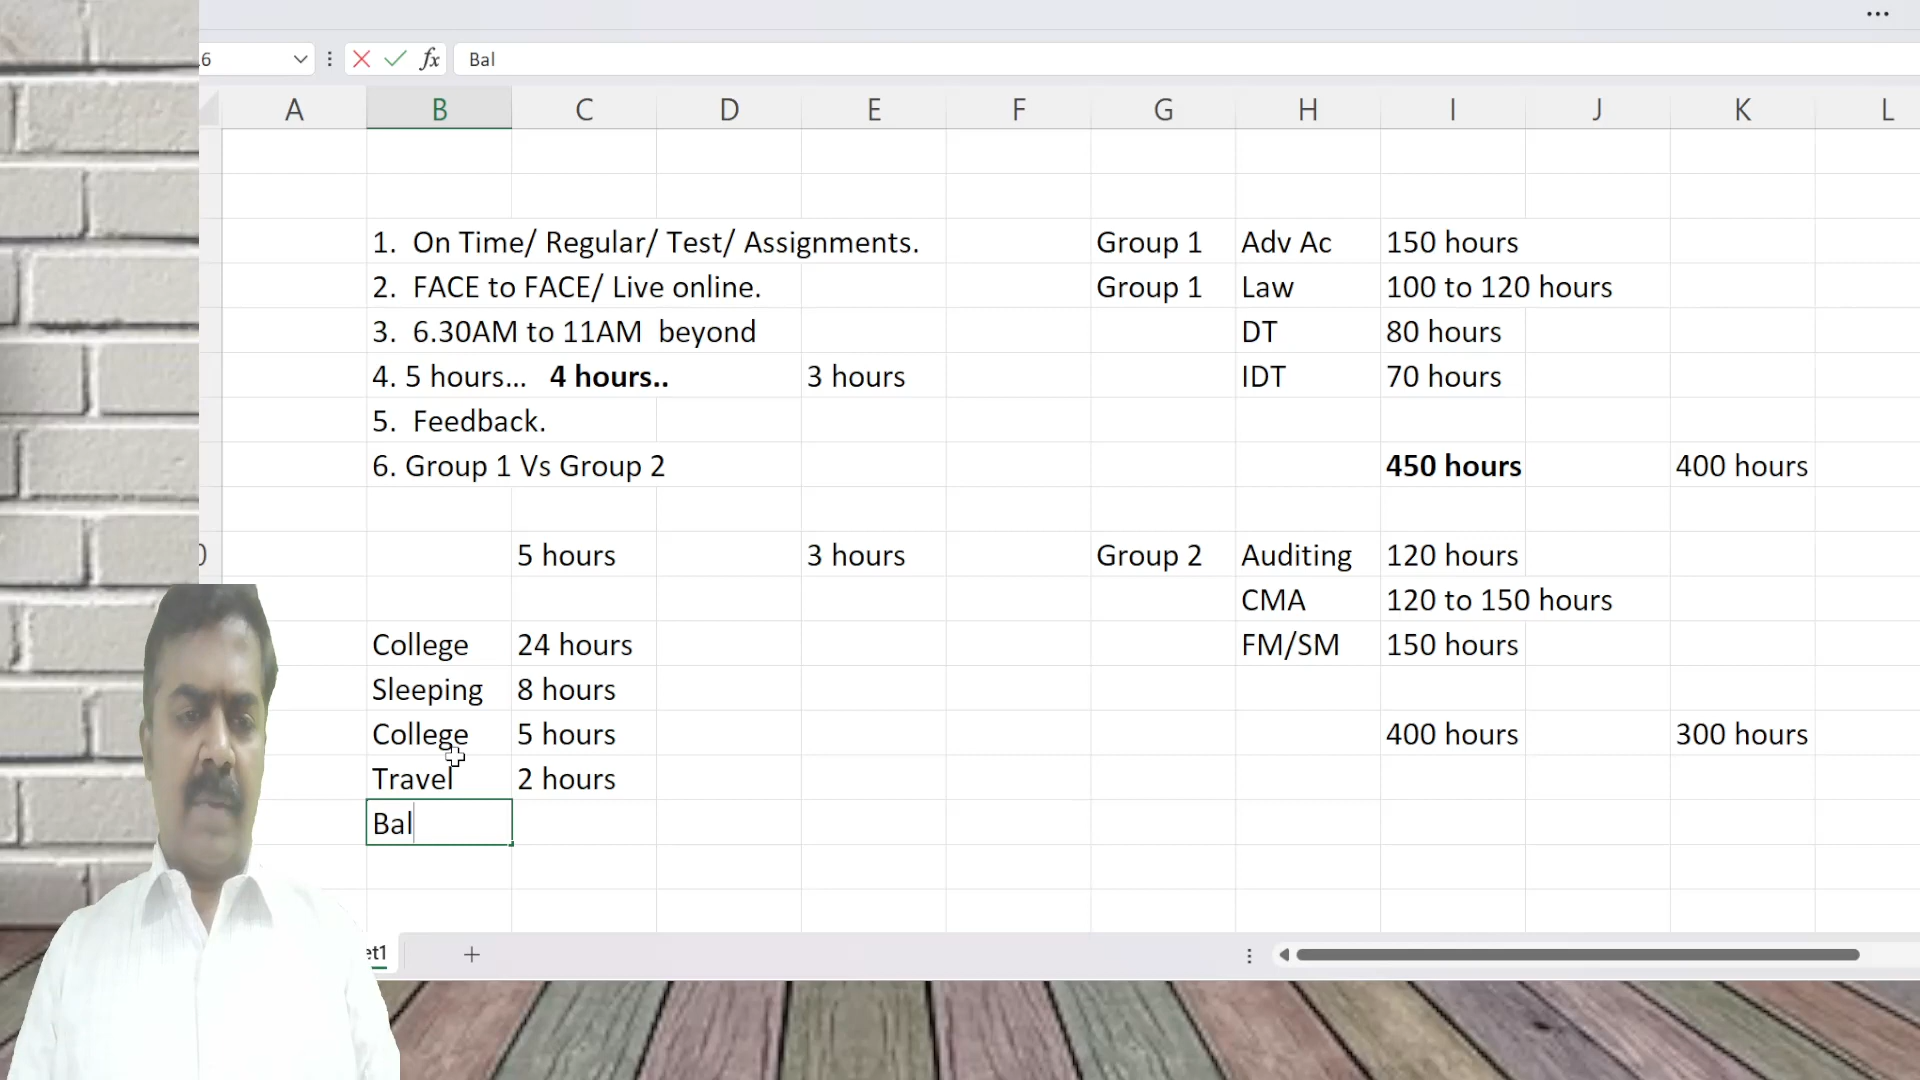 ...
6 fx Bal
A B C D E F G H I J K L
1. On Time/ Regular/ Test/ Assignments. Group 1 Adv Ac 150 hours
2. FACE to FACE/ Live online. Group 1 Law 100 to 120 hours
3. 6.30AM to 11AM beyond DT 80 hours
4. 5 hours... 4 hours.. 3 hours IDT 70 hours
5. Feedback.
6. Group 1 Vs Group 2 450 hours 400 hours
0 5 hours 3 hours Group 2 Auditing 120 hours
CMA 120 to 150 hours
College 24 hours FM/SM 150 hours
Sleeping 8 hours
College 5 hours 400 hours 300 hours
Travel 2 hours
Bal
et1 +